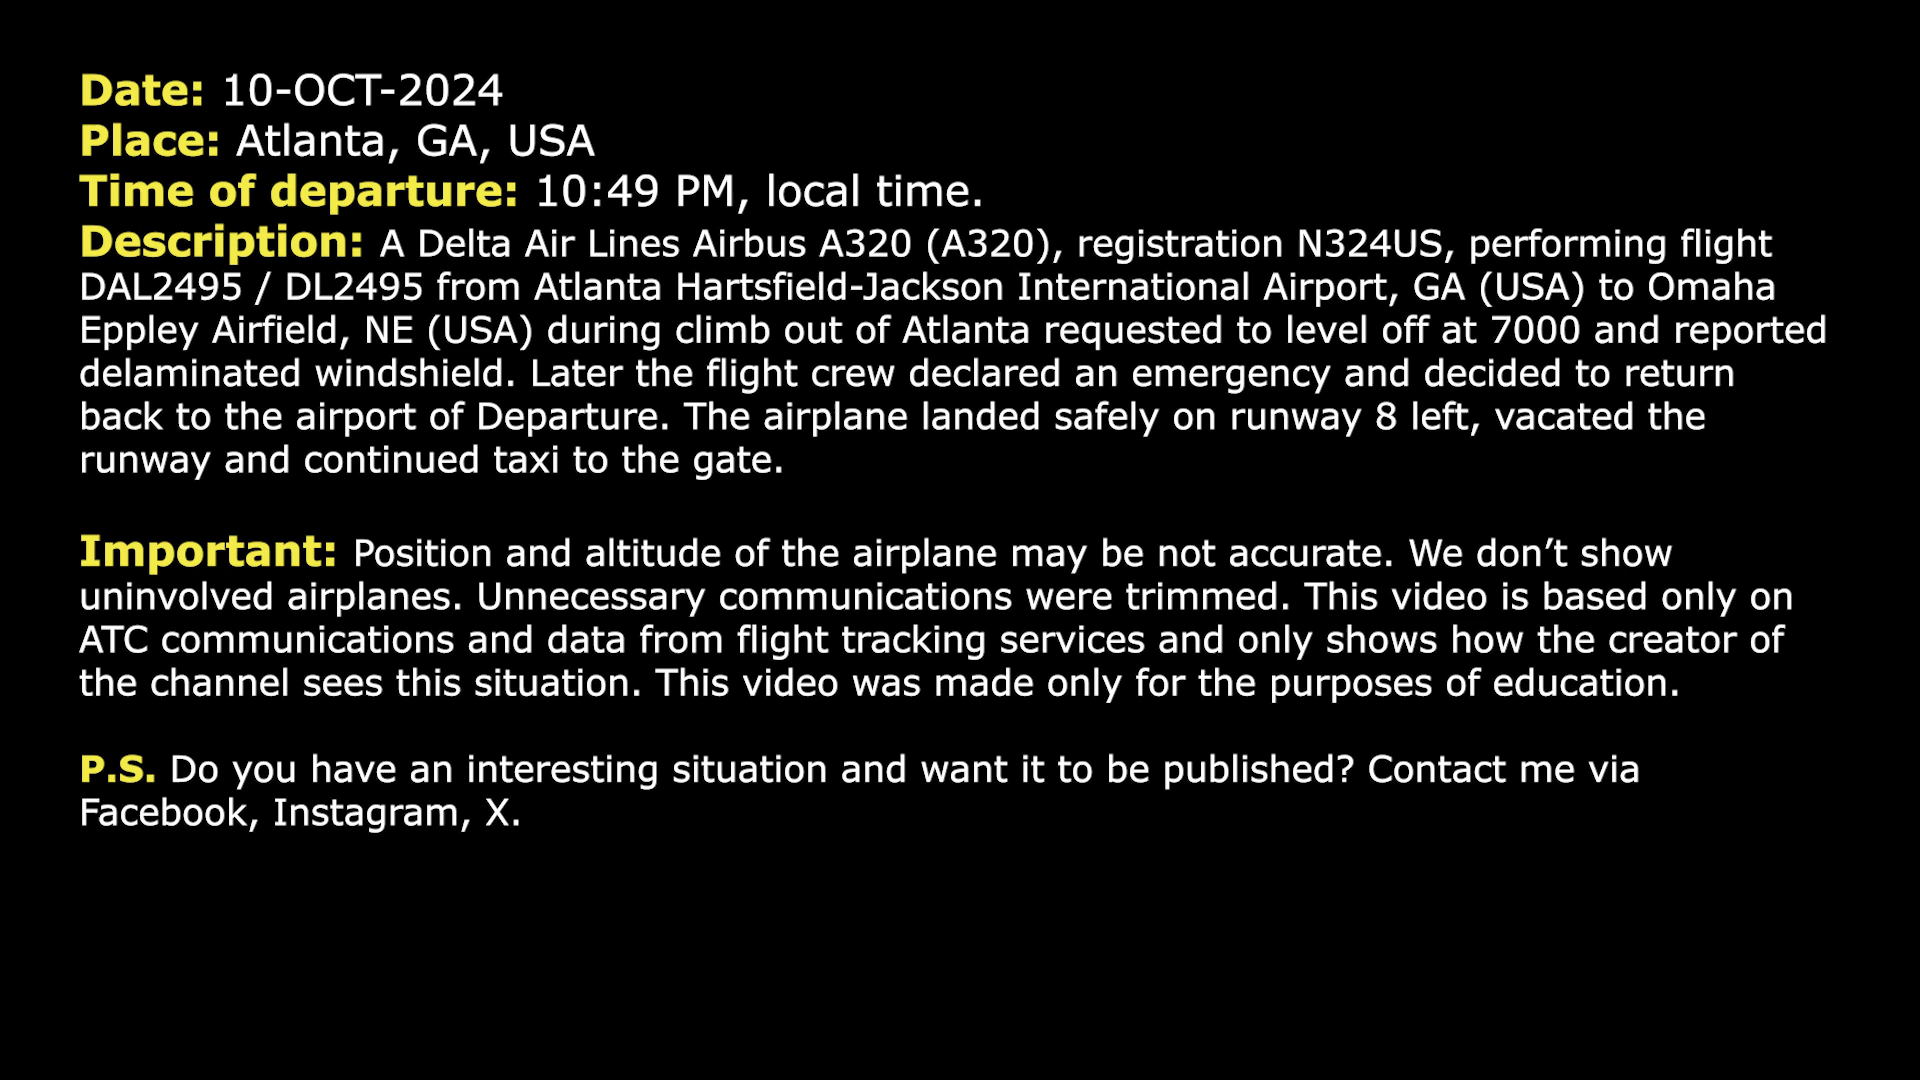 Date: 10-OCT-2024
Place: Atlanta, GA, USA
Time of departure: 10:49 PM, local time.
Description: A Delta Air Lines Airbus A320 (A320), registration N324US, performing flight
DAL2495 / DL2495 from Atlanta Hartsfield-Jackson International Airport, GA (USA) to Omaha
Eppley Airfield, NE (USA) during climb out of Atlanta requested to level off at 7000 and reported
delaminated windshield. Later the flight crew declared an emergency and decided to return
back to the airport of Departure. The airplane landed safely on runway 8 left, vacated the
runway and continued taxi to the gate.
Important: Position and altitude of the airplane may be not accurate. We don’t show
uninvolved airplanes. Unnecessary communications were trimmed. This video is based only on
ATC communications and data from flight tracking services and only shows how the creator of
the channel sees this situation. This video was made only for the purposes of education.
P.S. Do you have an interesting situation and want it to be published? Contact me via
Facebook, Instagram, X.